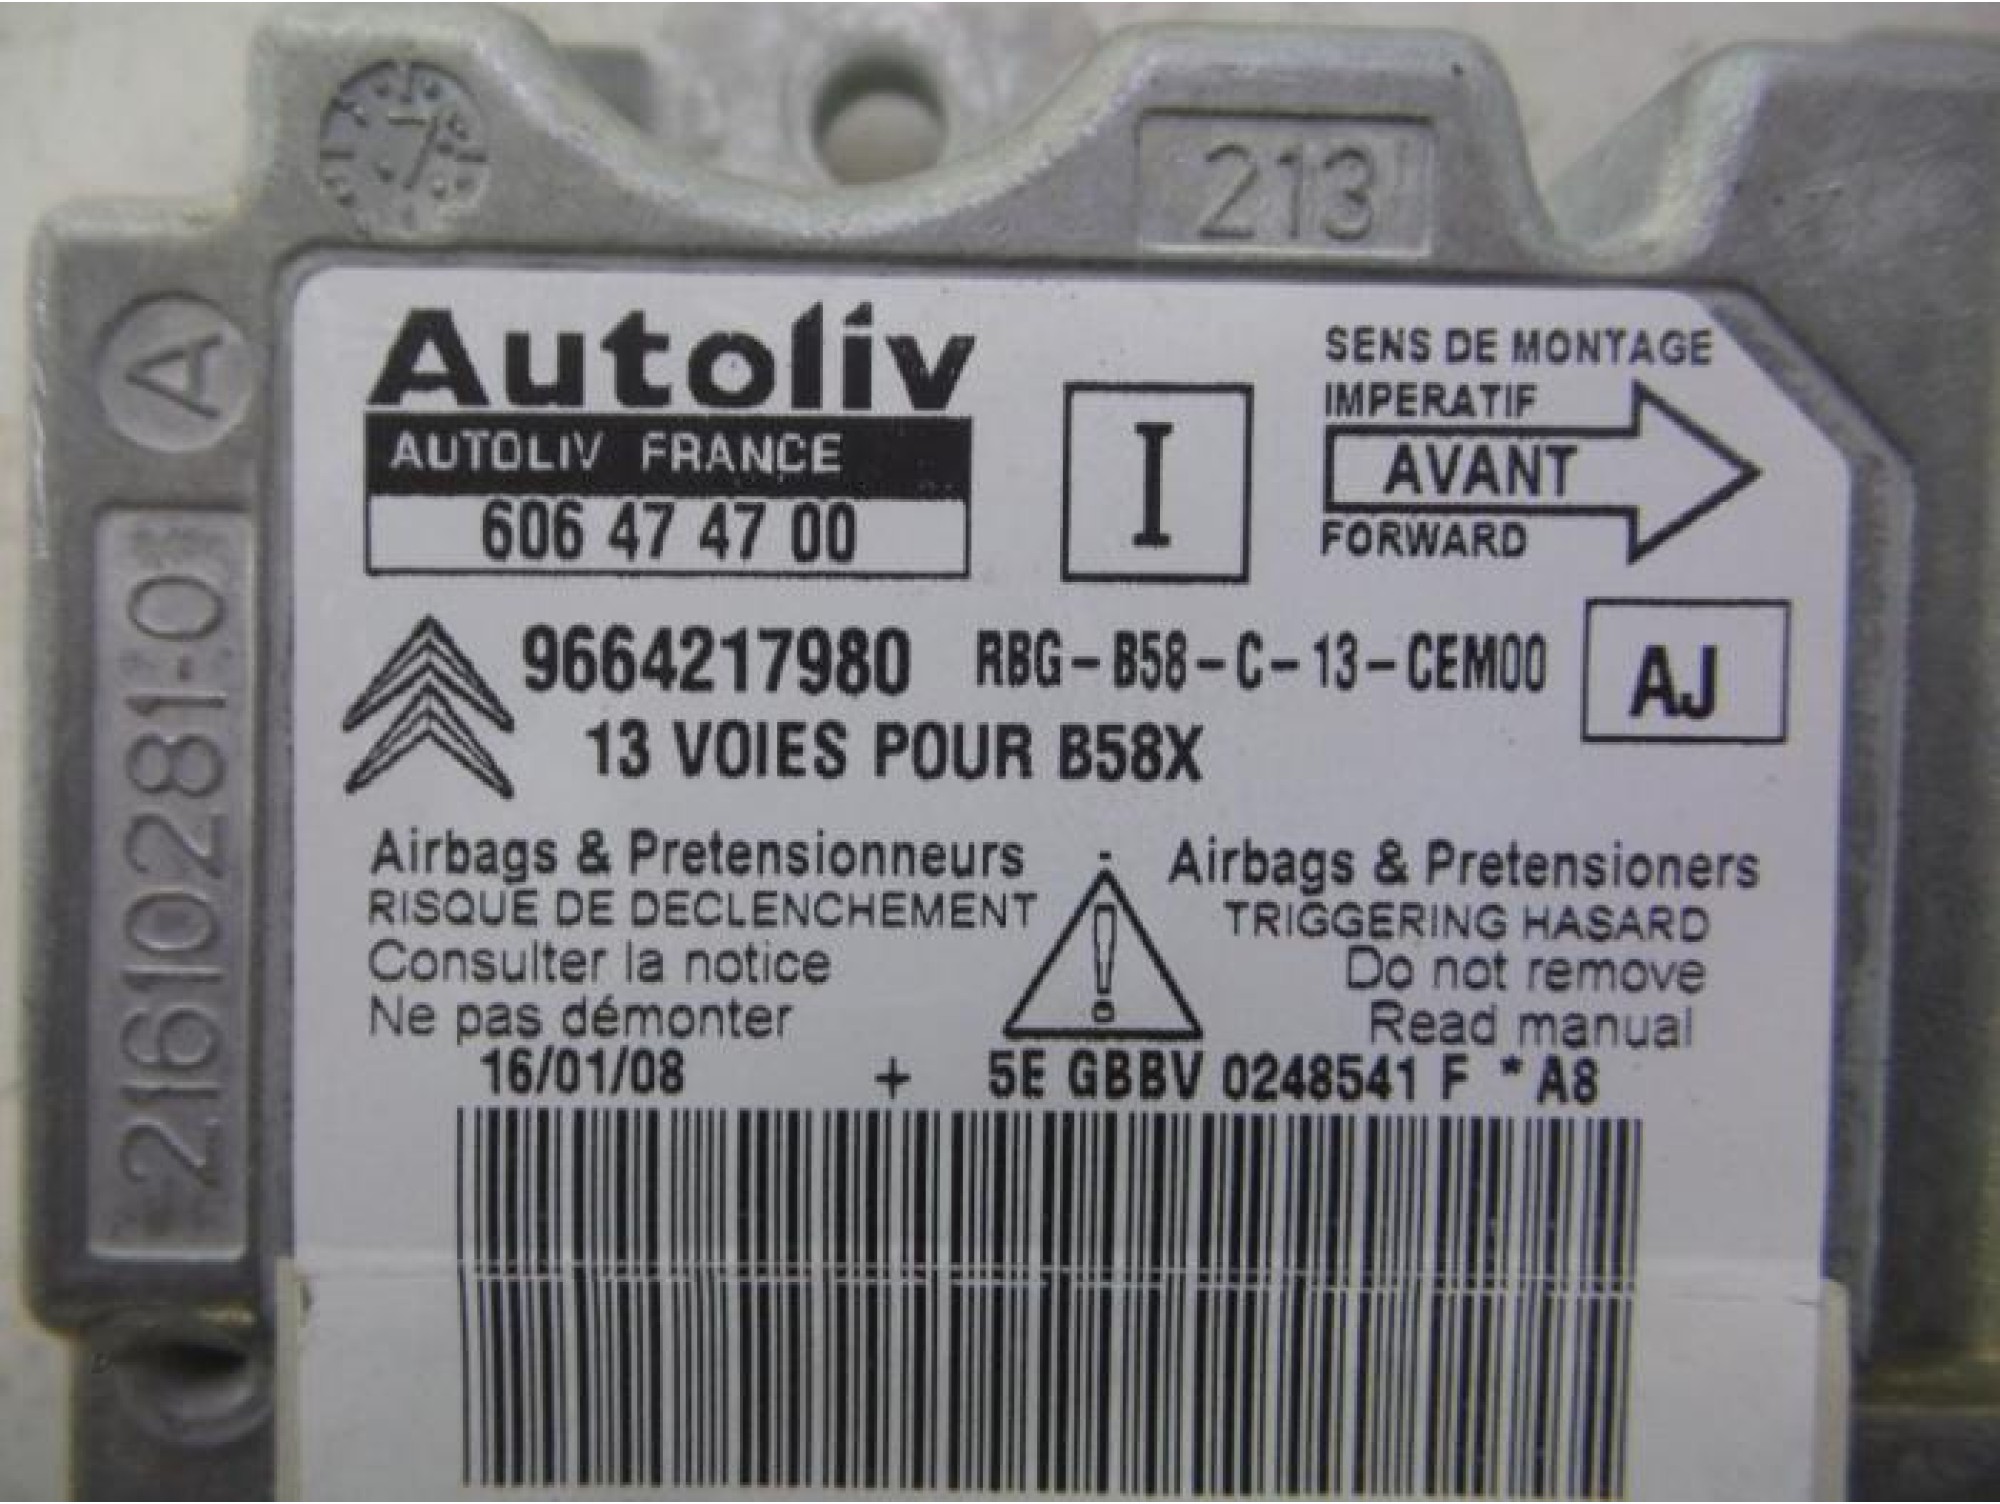 213
A
21610281-0
Autoliv
AUTOLIV FRANCE
606 47 47 00
I
SENS DE MONTAGE
IMPERATIF
AVANT
FORWARD
9664217980 RBG-B58-C-13-CEM00
AJ
13 VOIES POUR B58X
Airbags & Pretensionneurs
RISQUE DE DECLENCHEMENT
Consulter la notice
Ne pas démonter
!
Airbags & Pretensioners
TRIGGERING HASARD
Do not remove
Read manual
16/01/08 + 5E GBBV 0248541 F *A8